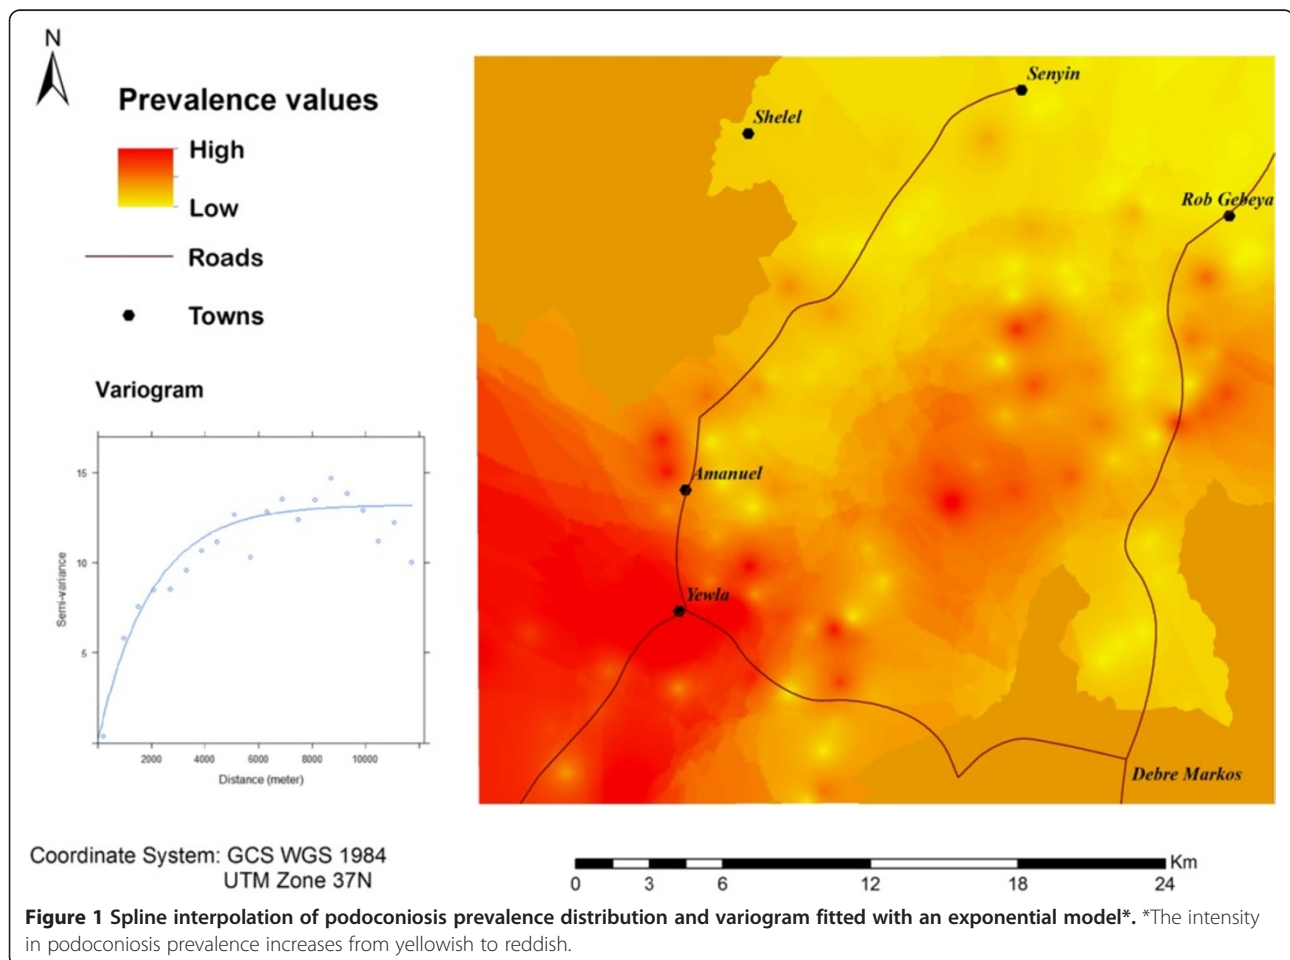 N
Prevalence values
High
Low
Roads
Towns
Variogram
Semi-variance
15
10
5
2000 4000 6000 8000 10000
Distance (meter)
Senyin
Shelel
Rob Gebeya
Amanuel
Yewla
Debre Markos
Coordinate System: GCS WGS 1984
UTM Zone 37N
Km
0 3 6 12 18 24
Figure 1 Spline interpolation of podoconiosis prevalence distribution and variogram fitted with an exponential model*. *The intensity
in podoconiosis prevalence increases from yellowish to reddish.